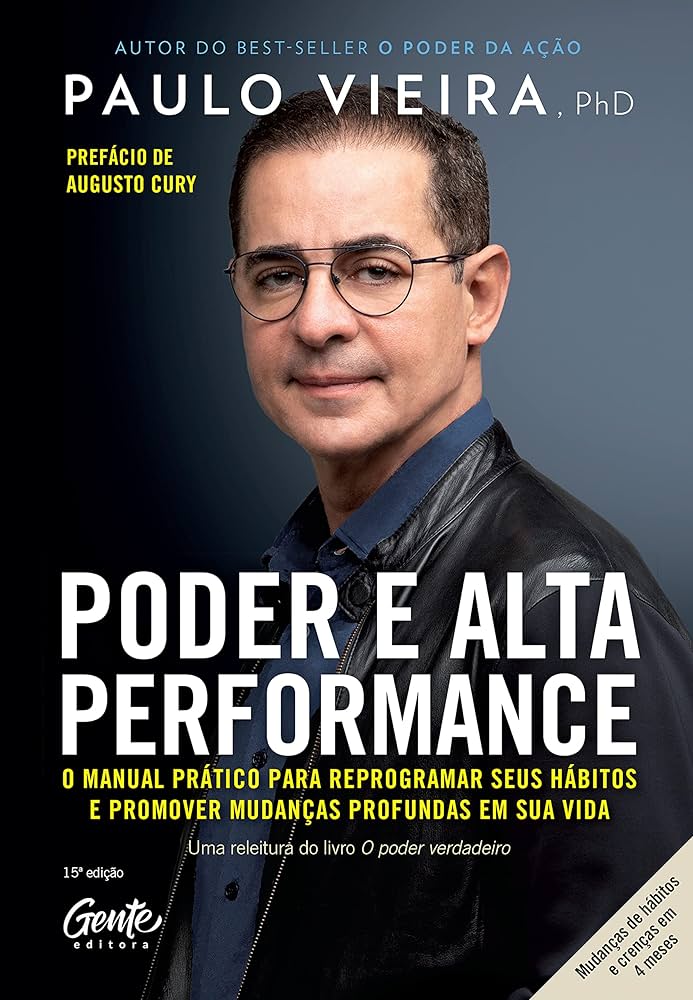 AUTOR DO BEST-SELLER O PODER DA AÇÃO
PAULO VIEIRA, PhD
PREFÁCIO DE
AUGUSTO CURY
PODER E ALTA
PERFORMANCE
O MANUAL PRÁTICO PARA REPROGRAMAR SEUS HÁBITOS
E PROMOVER MUDANÇAS PROFUNDAS EM SUA VIDA
Uma releitura do livro O poder verdadeiro
15ª edição
Gente
editora
Mudanças de hábitos
e crenças em
4 meses